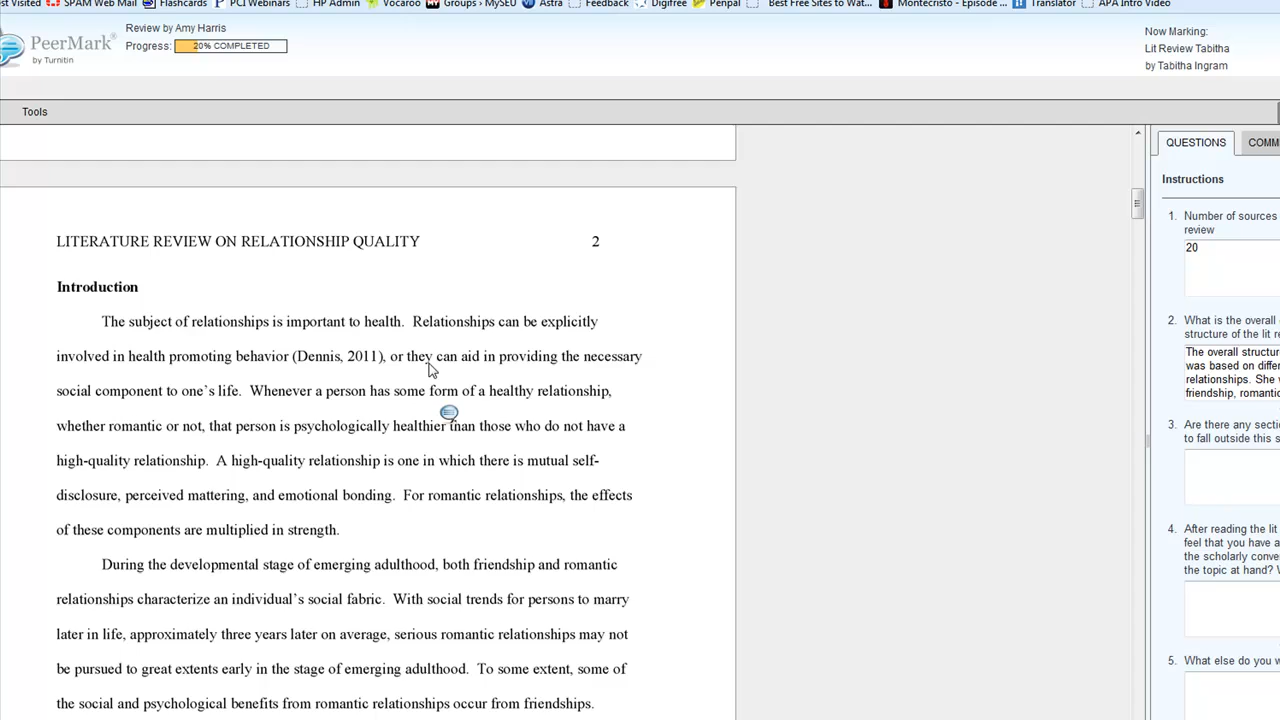 st Visited SPAM Web Mail Flashcards PCI Webinars HP Admin Vocaroo Groups › MySEU Astra Feedback Digifree Penpal Best Free Sites to Wat... Montecristo - Episode ... Translator APA Intro Video
PeerMark®
by Turnitin
Review by Amy Harris
Progress: 20% COMPLETED
Now Marking:
Lit Review Tabitha
by Tabitha Ingram
Tools
LITERATURE REVIEW ON RELATIONSHIP QUALITY 2
Introduction
The subject of relationships is important to health. Relationships can be explicitly
involved in health promoting behavior (Dennis, 2011), or they can aid in providing the necessary
social component to one's life. Whenever a person has some form of a healthy relationship,
whether romantic or not, that person is psychologically healthier than those who do not have a
high-quality relationship. A high-quality relationship is one in which there is mutual self-
disclosure, perceived mattering, and emotional bonding. For romantic relationships, the effects
of these components are multiplied in strength.
During the developmental stage of emerging adulthood, both friendship and romantic
relationships characterize an individual's social fabric. With social trends for persons to marry
later in life, approximately three years later on average, serious romantic relationships may not
be pursued to great extents early in the stage of emerging adulthood. To some extent, some of
the social and psychological benefits from romantic relationships occur from friendships.
QUESTIONS COMM
Instructions
1. Number of sources
review
20
2. What is the overall
structure of the lit re
The overall structur
was based on differ
relationships. She w
friendship, romantic
3. Are there any secti
to fall outside this s
4. After reading the lit
feel that you have a
the scholarly conve
the topic at hand? W
5. What else do you w